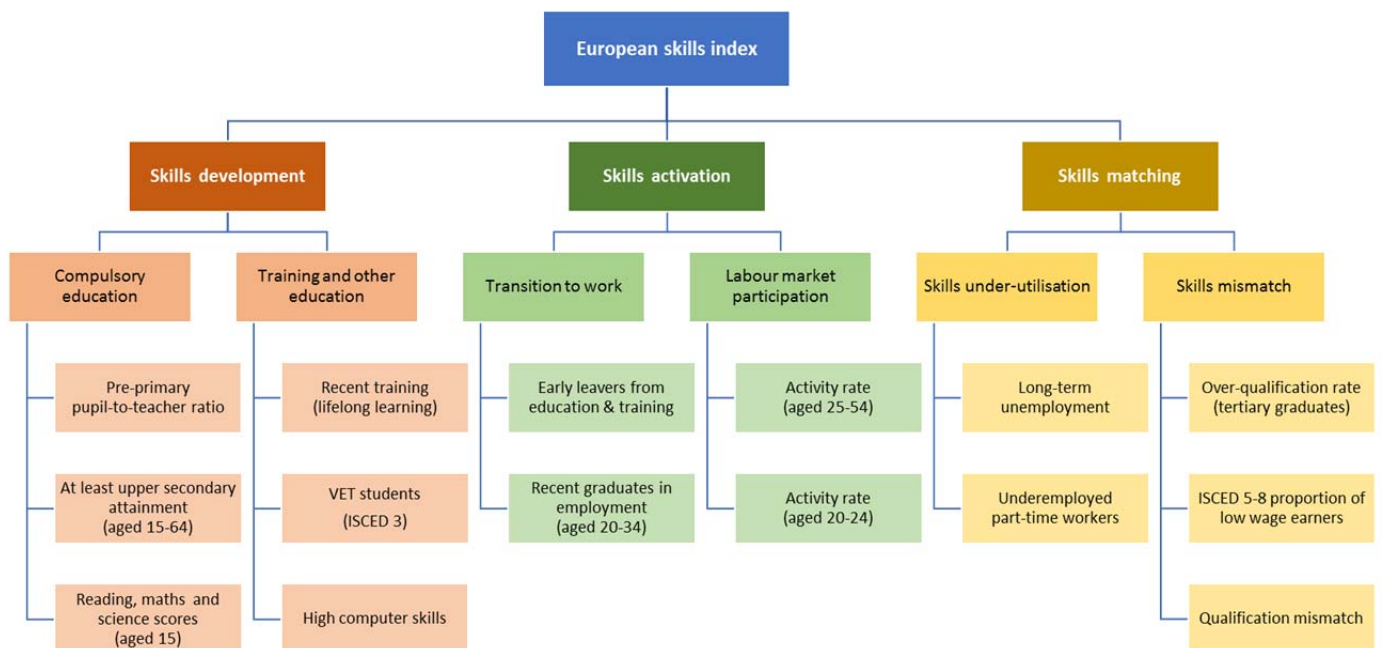 European skills index
Skills development
Skills activation
Skills matching
Compulsory
education
Training and other
education
Transition to work
Labour market
participation
Skills under-utilisation
Skills mismatch
Pre-primary
pupil-to-teacher ratio
Recent training
(lifelong learning)
Early leavers from
education & training
Activity rate
(aged 25-54)
Long-term
unemployment
Over-qualification rate
(tertiary graduates)
At least upper secondary
attainment
(aged 15-64)
VET students
(ISCED 3)
Recent graduates in
employment
(aged 20-34)
Activity rate
(aged 20-24)
Underemployed
part-time workers
ISCED 5-8 proportion of
low wage earners
Reading, maths and
science scores
(aged 15)
High computer skills
Qualification mismatch